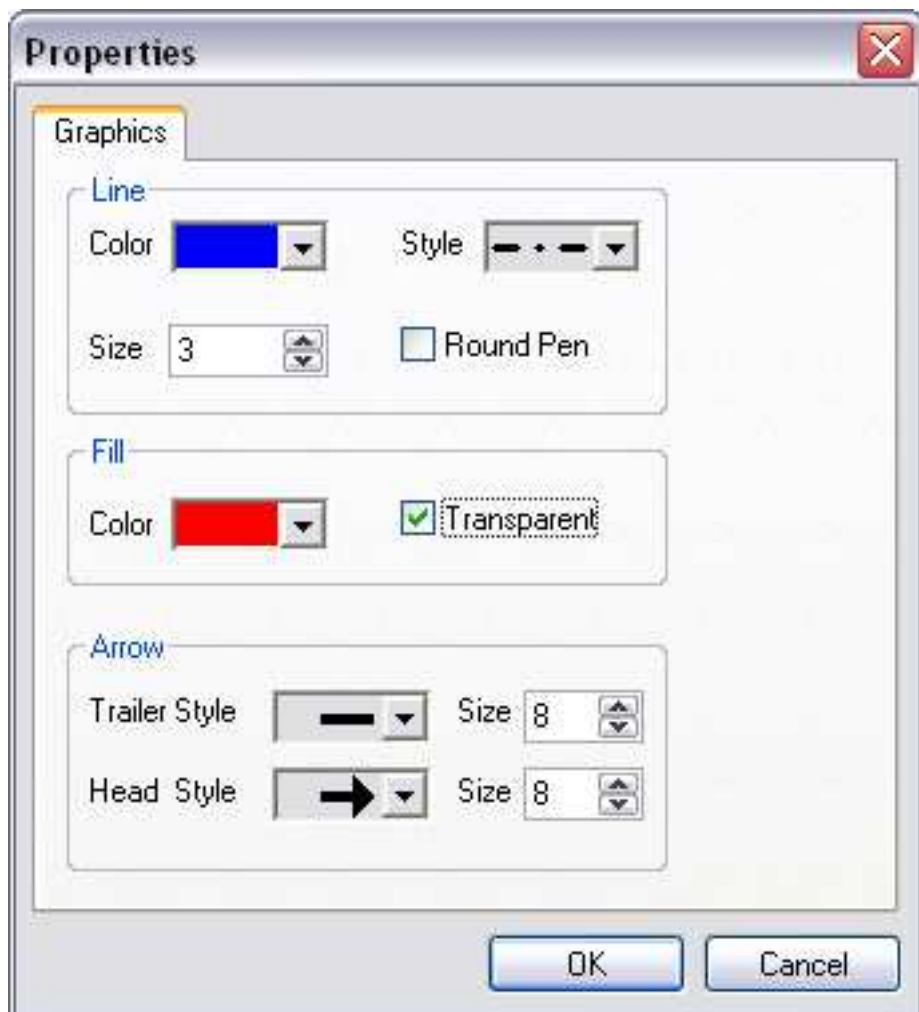 Properties
Graphics
Line
Color Style
Size 3 Round Pen
Fill
Color Transparent
Arrow
Trailer Style Size 8
Head Style Size 8
OK Cancel